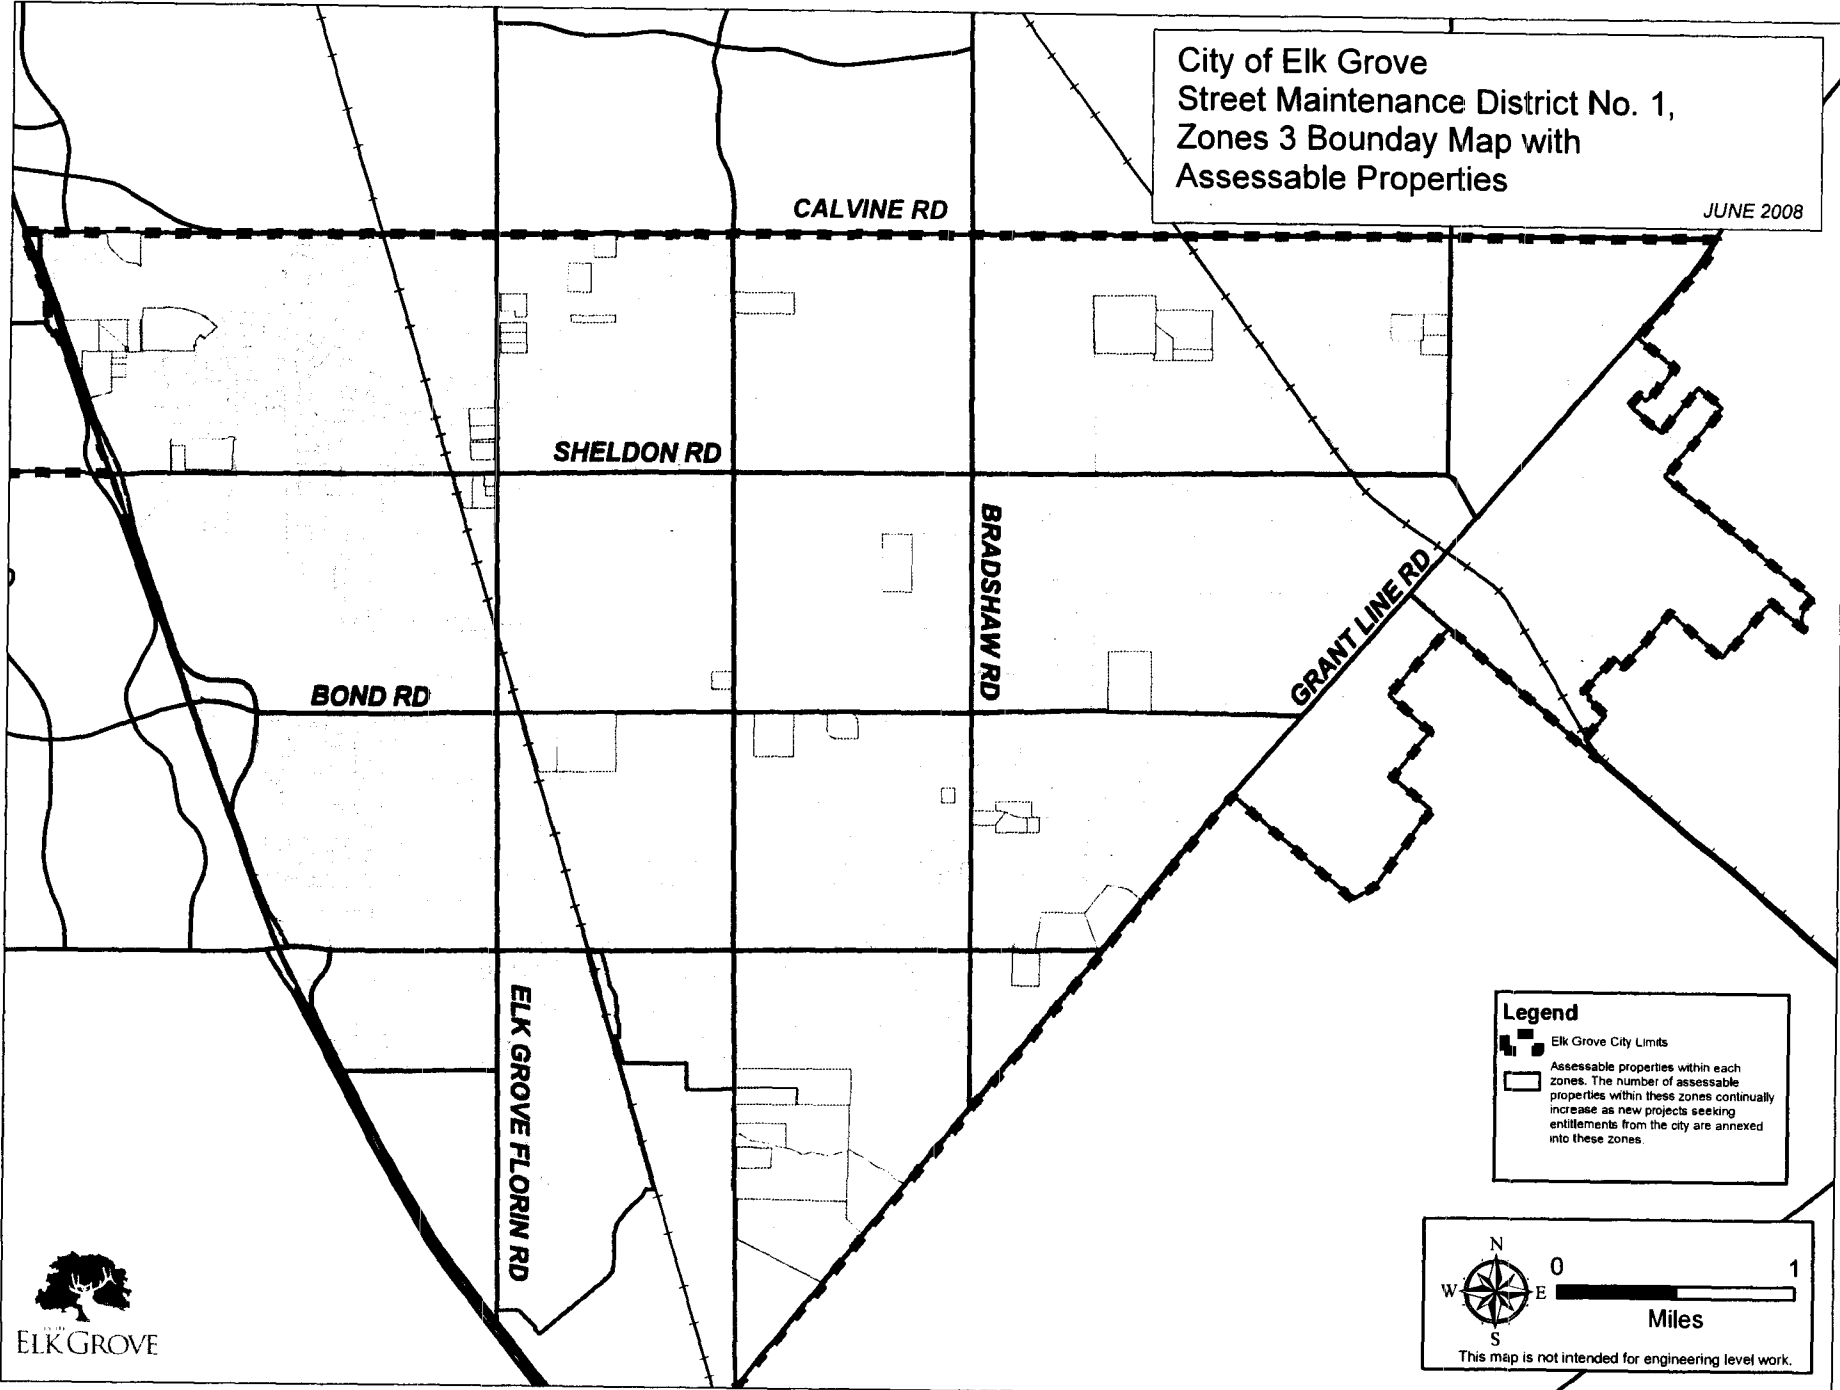 City of Elk Grove
Street Maintenance District No. 1,
Zones 3 Bounday Map with
Assessable Properties
JUNE 2008
CALVINE RD
SHELDON RD
BRADSHAW RD
GRANT LINE RD
BOND RD
ELK GROVE FLORIN RD
Legend
Elk Grove City Limits
Assessable properties within each
zones. The number of assessable
properties within these zones continually
increase as new projects seeking
entitlements from the city are annexed
into these zones.
N
W E
S
0 1
Miles
This map is not intended for engineering level work.
ELK GROVE